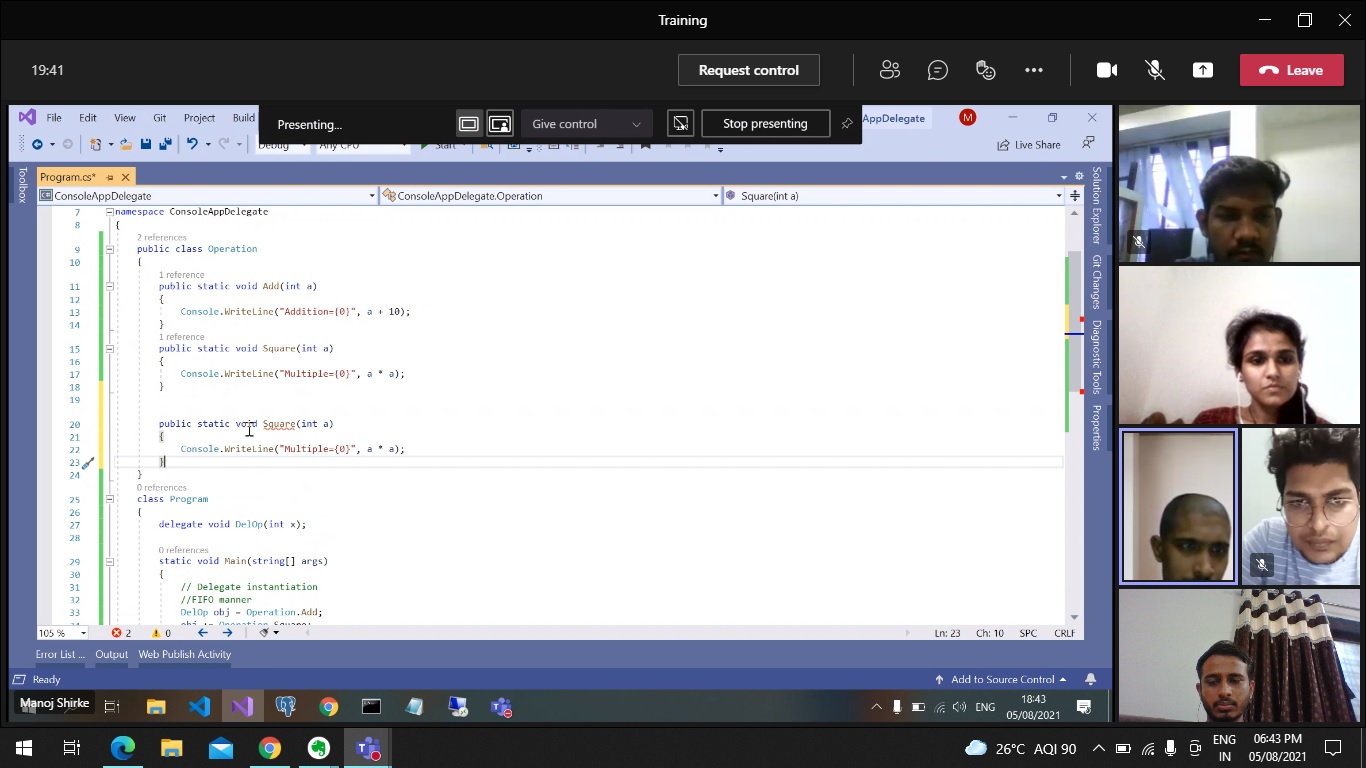 Training
19:41
Request control
Leave
File Edit View Git Project Build
Presenting...
Give control
Stop presenting
AppDelegate
M
Debug
Any CPU
Start
Live Share
Toolbox
Program.cs*
ConsoleAppDelegate
ConsoleAppDelegate.Operation
Square(int a)
7 namespace ConsoleAppDelegate
8 {
2 references
9 public class Operation
10 {
1 reference
11 public static void Add(int a)
12 {
13 Console.WriteLine("Addition={0}", a + 10);
14 }
1 reference
15 public static void Square(int a)
16 {
17 Console.WriteLine("Multiple={0}", a * a);
18 }
19
20 public static void Square(int a)
21 {
22 Console.WriteLine("Multiple={0}", a * a);
23 }
24 }
0 references
25 class Program
26 {
27 delegate void DelOp(int x);
28
0 references
29 static void Main(string[] args)
30 {
31 // Delegate instantiation
32 //FIFO manner
33 DelOp obj = Operation.Add;
Solution Explorer
Git Changes
Diagnostic Tools
Properties
105 %
2
0
Ln: 23
Ch: 10
SPC
CRLF
Error List ...
Output
Web Publish Activity
Ready
Add to Source Control
Manoj Shirke
ENG
18:43
05/08/2021
26°C AQI 90
ENG
IN
06:43 PM
05/08/2021